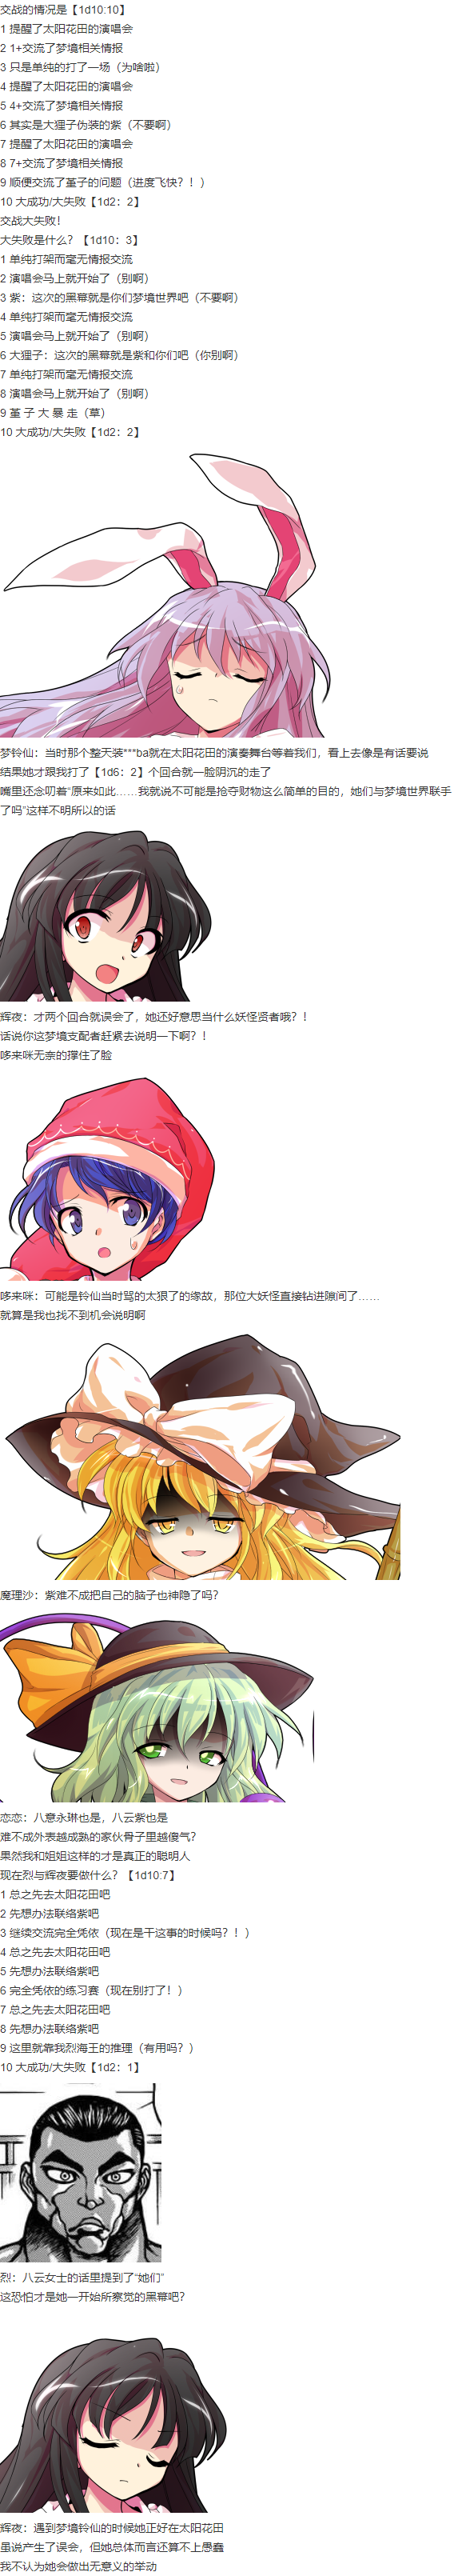 交战的情况是【1d10:10】
1 提醒了太阳花田的演唱会
2 1+交流了梦境相关情报
3 只是单纯的打了一场（为啥啦）
4 提醒了太阳花田的演唱会
5 4+交流了梦境相关情报
6 其实是大狸子伪装的紫（不要啊）
7 提醒了太阳花田的演唱会
8 7+交流了梦境相关情报
9 顺便交流了堇子的问题（进度飞快？！）
10 大成功/大失败【1d2：2】
交战大失败！
大失败是什么？【1d10：3】
1 单纯打架而毫无情报交流
2 演唱会马上就开始了（别啊）
3 紫：这次的黑幕就是你们梦境世界吧（不要啊）
4 单纯打架而毫无情报交流
5 演唱会马上就开始了（别啊）
6 大狸子：这次的黑幕就是紫和你们吧（你别啊）
7 单纯打架而毫无情报交流
8 演唱会马上就开始了（别啊）
9 堇 子 大 暴 走（草）
10 大成功/大失败【1d2：2】
梦铃仙：当时那个整天装***ba就在太阳花田的演奏舞台等着我们，看上去像是有话要说
结果她才跟我打了【1d6：2】个回合就一脸阴沉的走了
嘴里还念叨着“原来如此……我就说不可能是抢夺财物这么简单的目的，她们与梦境世界联手
了吗”这样不明所以的话
辉夜：才两个回合就误会了，她还好意思当什么妖怪贤者哦？！
话说你这梦境支配者赶紧去说明一下啊？！
哆来咪无奈的撑住了脸
哆来咪：可能是铃仙当时骂的太狠了的缘故，那位大妖怪直接钻进隙间了……
就算是我也找不到机会说明啊
魔理沙：紫难不成把自己的脑子也神隐了吗？
恋恋：八意永琳也是，八云紫也是
难不成外表越成熟的家伙骨子里越傻气？
果然我和姐姐这样的才是真正的聪明人
现在烈与辉夜要做什么？【1d10:7】
1 总之先去太阳花田吧
2 先想办法联络紫吧
3 继续交流完全凭依（现在是干这事的时候吗？！）
4 总之先去太阳花田吧
5 先想办法联络紫吧
6 完全凭依的练习赛（现在别打了！）
7 总之先去太阳花田吧
8 先想办法联络紫吧
9 这里就靠我烈海王的推理（有用吗？）
10 大成功/大失败【1d2：1】
烈：八云女士的话里提到了“她们”
这恐怕才是她一开始所察觉的黑幕吧？
辉夜：遇到梦境铃仙的时候她正好在太阳花田
虽说产生了误会，但她总体而言还算不上愚蠢
我不认为她会做出无意义的举动